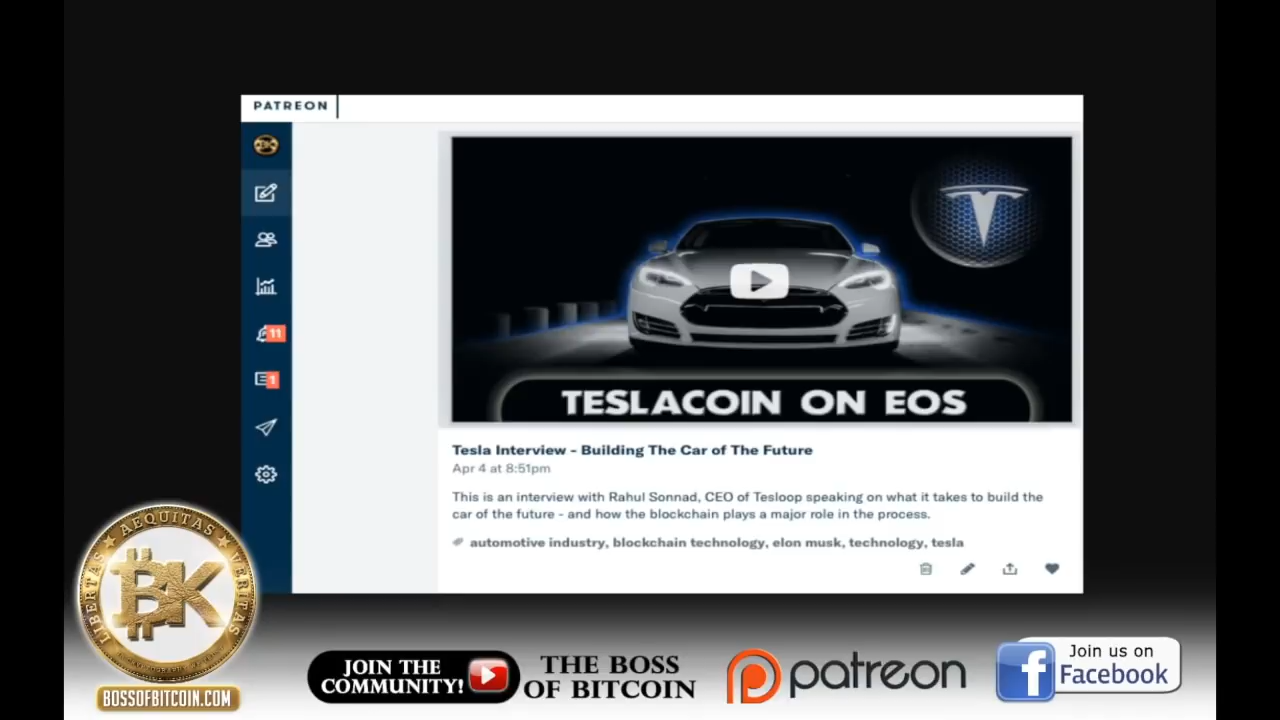 PATREON
11
1
TESLACOIN ON EOS
Tesla Interview - Building The Car of The Future
Apr 4 at 8:51pm
This is an interview with Rahul Sonnad, CEO of Tesloop speaking on what it takes to build the
car of the future - and how the blockchain plays a major role in the process.
automotive industry, blockchain technology, elon musk, technology, tesla
LIBERTAS AEQUITAS VERITAS
BK
BOSSOFBITCOIN.COM
JOIN THE
COMMUNITY!
THE BOSS
OF BITCOIN
patreon
Join us on
Facebook